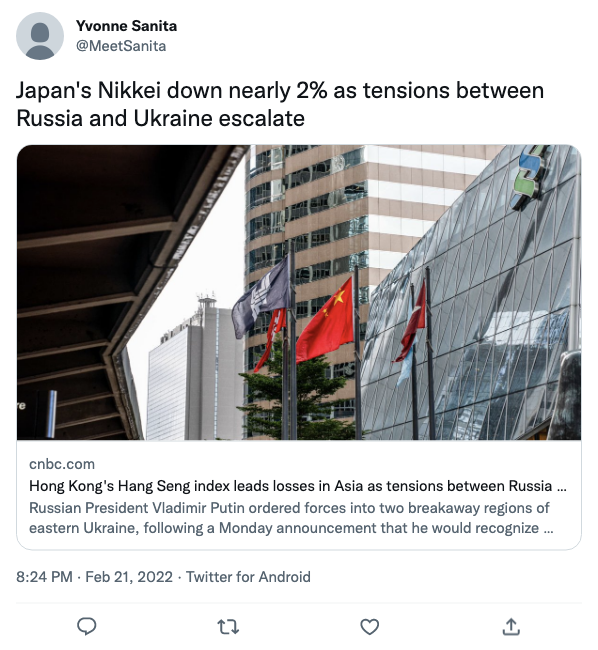 Yvonne Sanita
@MeetSanita
Japan's Nikkei down nearly 2% as tensions between
Russia and Ukraine escalate
re
cnbc.com
Hong Kong's Hang Seng index leads losses in Asia as tensions between Russia ...
Russian President Vladimir Putin ordered forces into two breakaway regions of
eastern Ukraine, following a Monday announcement that he would recognize ...
8:24 PM · Feb 21, 2022 · Twitter for Android